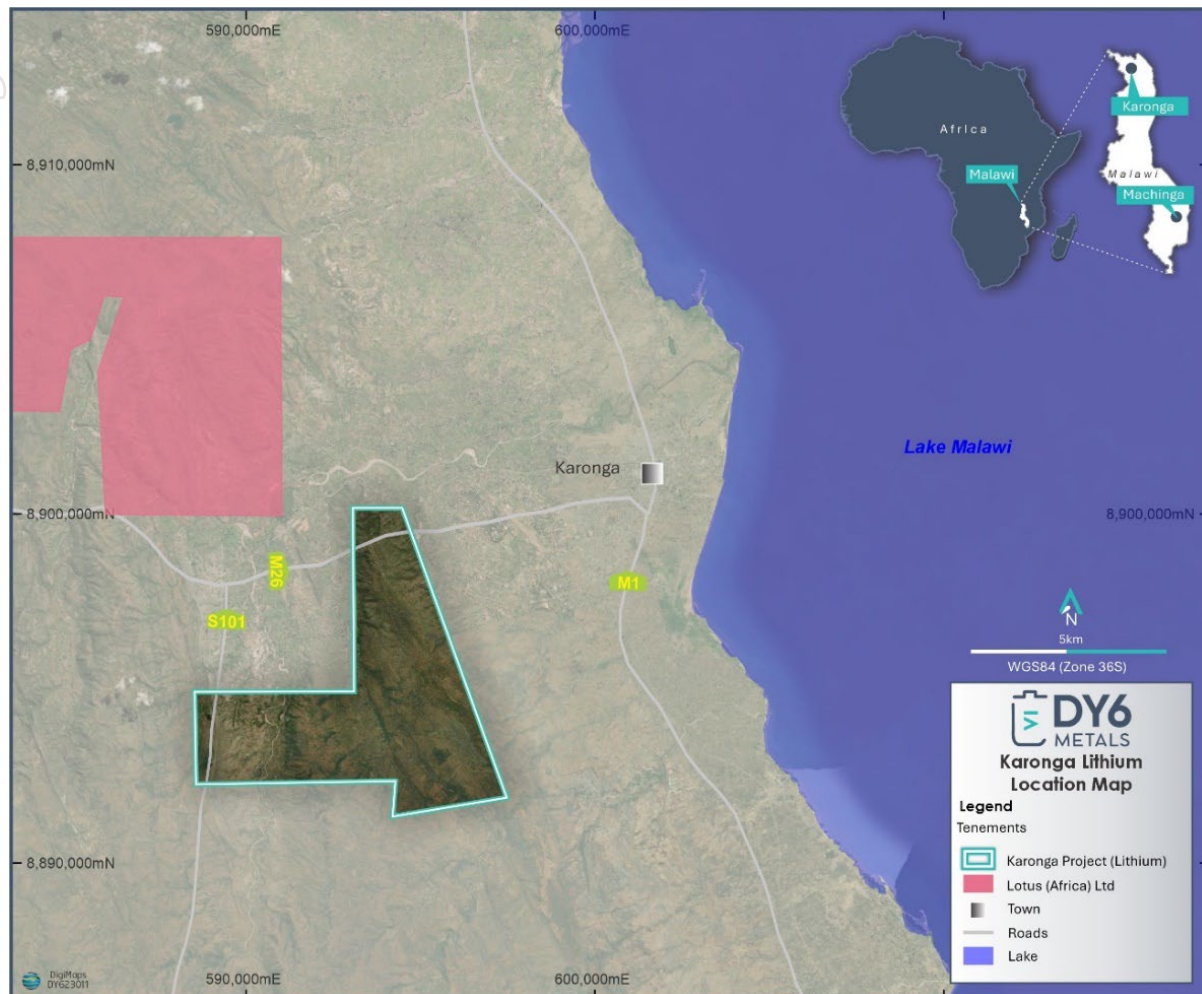 590,000mE
600,000mE
8,910,000mN
Africa
Malawi
Karonga
Malawi
Machinga
Lake Malawi
Karonga
8,900,000mN
8,900,000mN
M26
M1
S101
N
5km
WGS84 (Zone 36S)
VI
DY6
METALS
Karonga Lithium
Location Map
Legend
Tenements
Karonga Project (Lithium)
Lotus (Africa) Ltd
Town
Roads
Lake
8,890,000mN
DigiMaps
DY623011
590,000mE
600,000mE